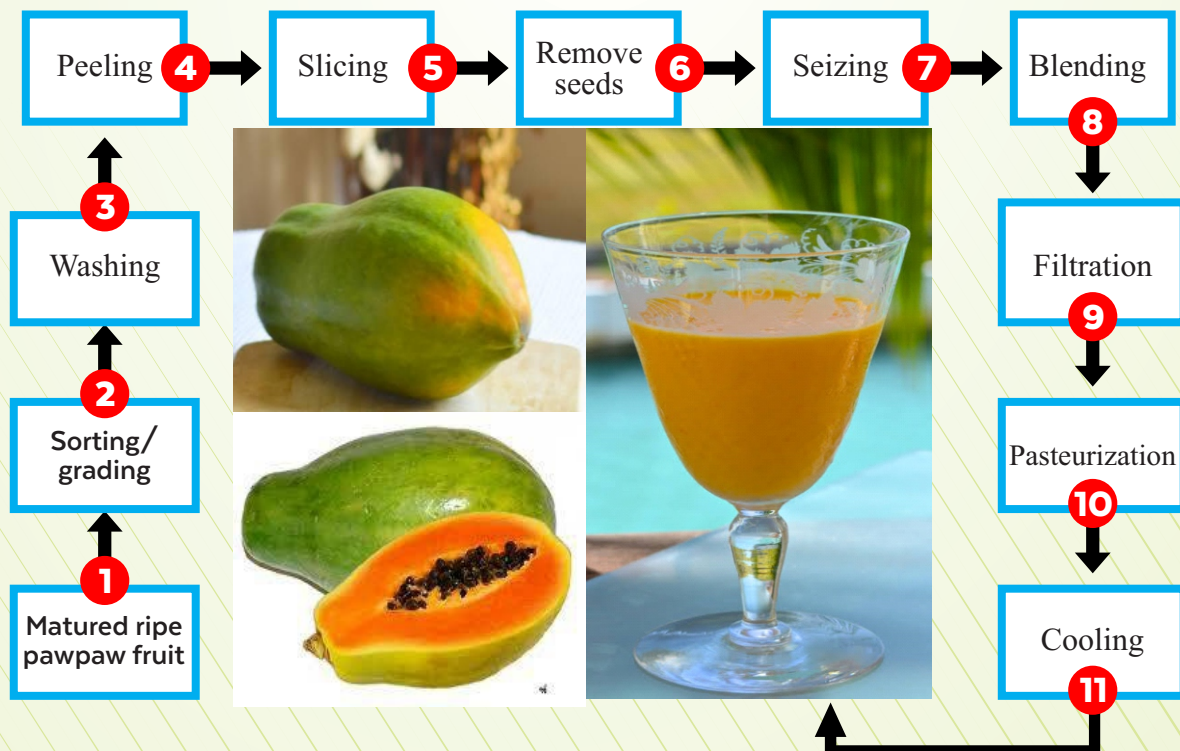 Matured ripe
pawpaw fruit
1
Sorting/
grading
2
Washing
3
Peeling
4
Slicing
5
Remove
seeds
6
Seizing
7
Blending
8
Filtration
9
Pasteurization
10
Cooling
11